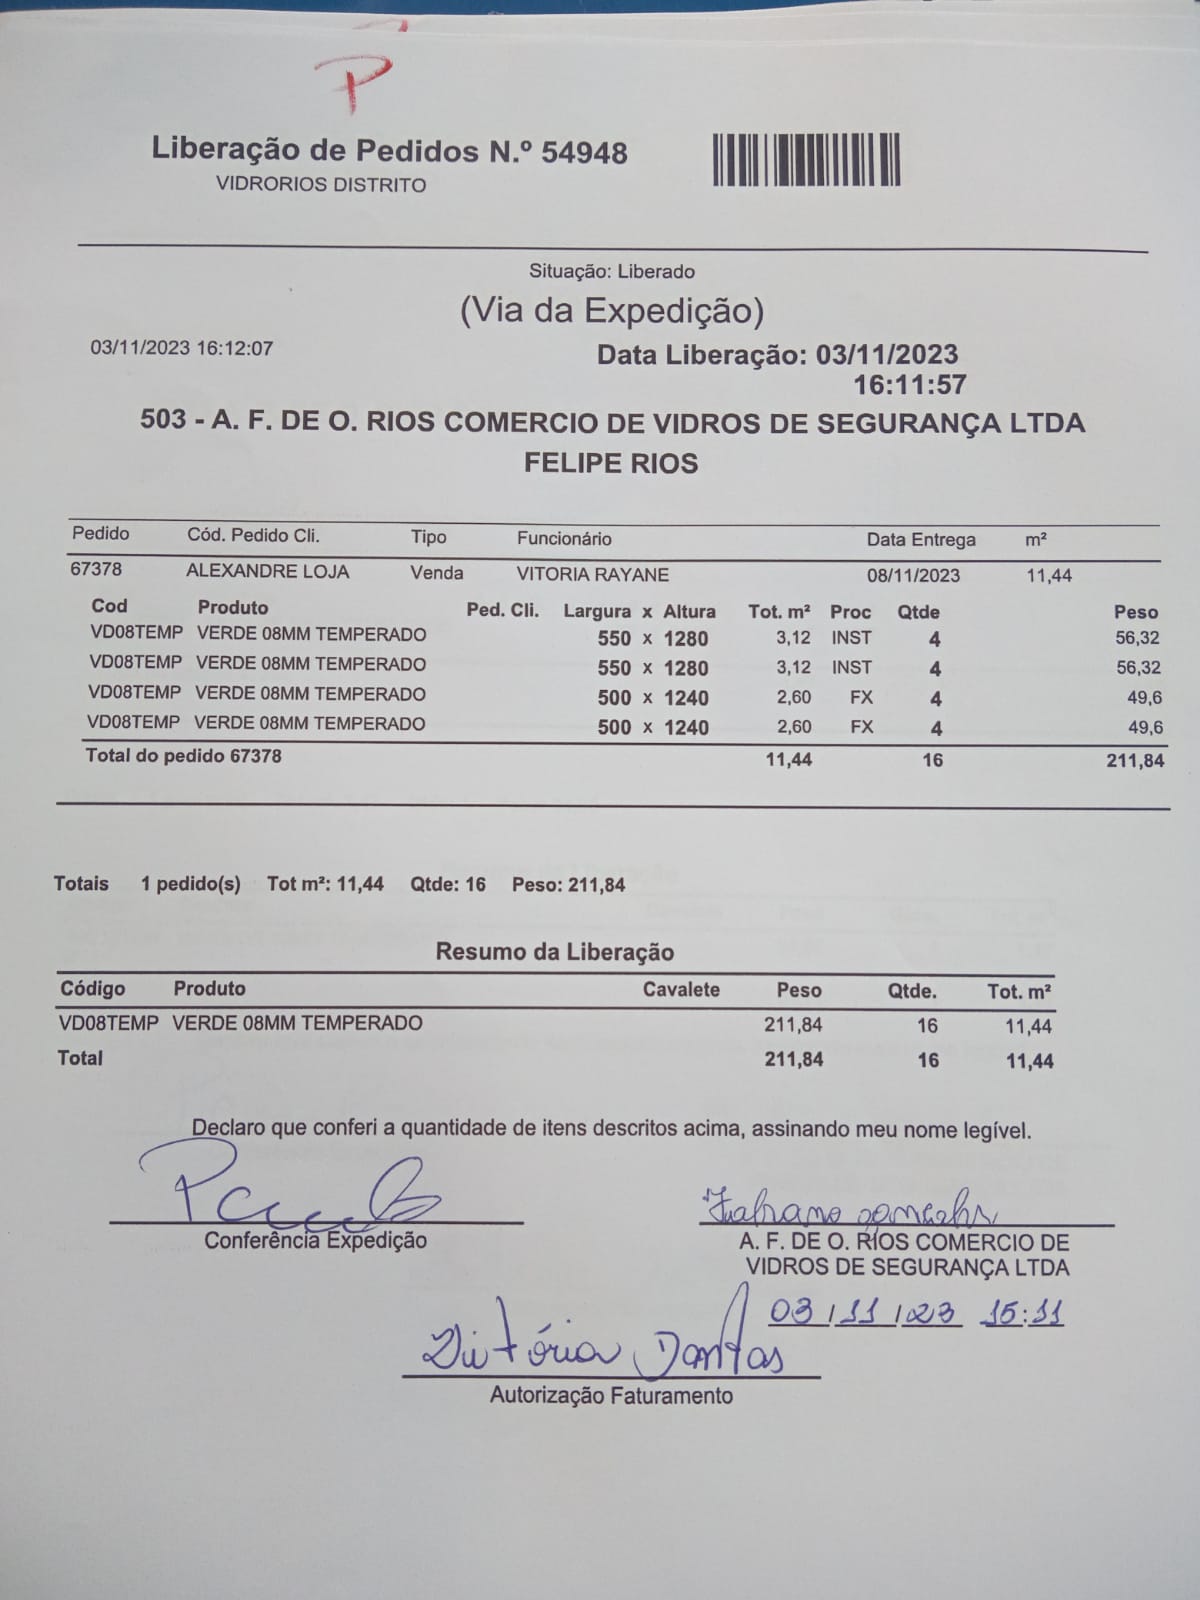 P
Liberação de Pedidos N.º 54948
VIDRORIOS DISTRITO
Situação: Liberado
(Via da Expedição)
03/11/2023 16:12:07
Data Liberação: 03/11/2023
16:11:57
503 - A. F. DE O. RIOS COMERCIO DE VIDROS DE SEGURANÇA LTDA
FELIPE RIOS
Pedido Cód. Pedido Cli. Tipo Funcionário Data Entrega m²
67378 ALEXANDRE LOJA Venda VITORIA RAYANE 08/11/2023 11,44
Cod Produto Ped. Cli. Largura x Altura Tot. m² Proc Qtde Peso
VD08TEMP VERDE 08MM TEMPERADO 550 x 1280 3,12 INST 4 56,32
VD08TEMP VERDE 08MM TEMPERADO 550 x 1280 3,12 INST 4 56,32
VD08TEMP VERDE 08MM TEMPERADO 500 x 1240 2,60 FX 4 49,6
VD08TEMP VERDE 08MM TEMPERADO 500 x 1240 2,60 FX 4 49,6
Total do pedido 67378 11,44 16 211,84
Totais 1 pedido(s) Tot m²: 11,44 Qtde: 16 Peso: 211,84
Resumo da Liberação
Código Produto Cavalete Peso Qtde. Tot. m²
VD08TEMP VERDE 08MM TEMPERADO 211,84 16 11,44
Total 211,84 16 11,44
Declaro que conferi a quantidade de itens descritos acima, assinando meu nome legível.
Conferência Expedição
A. F. DE O. RIOS COMERCIO DE
VIDROS DE SEGURANÇA LTDA
03/11/23 15:11
Vitória Dantas
Autorização Faturamento